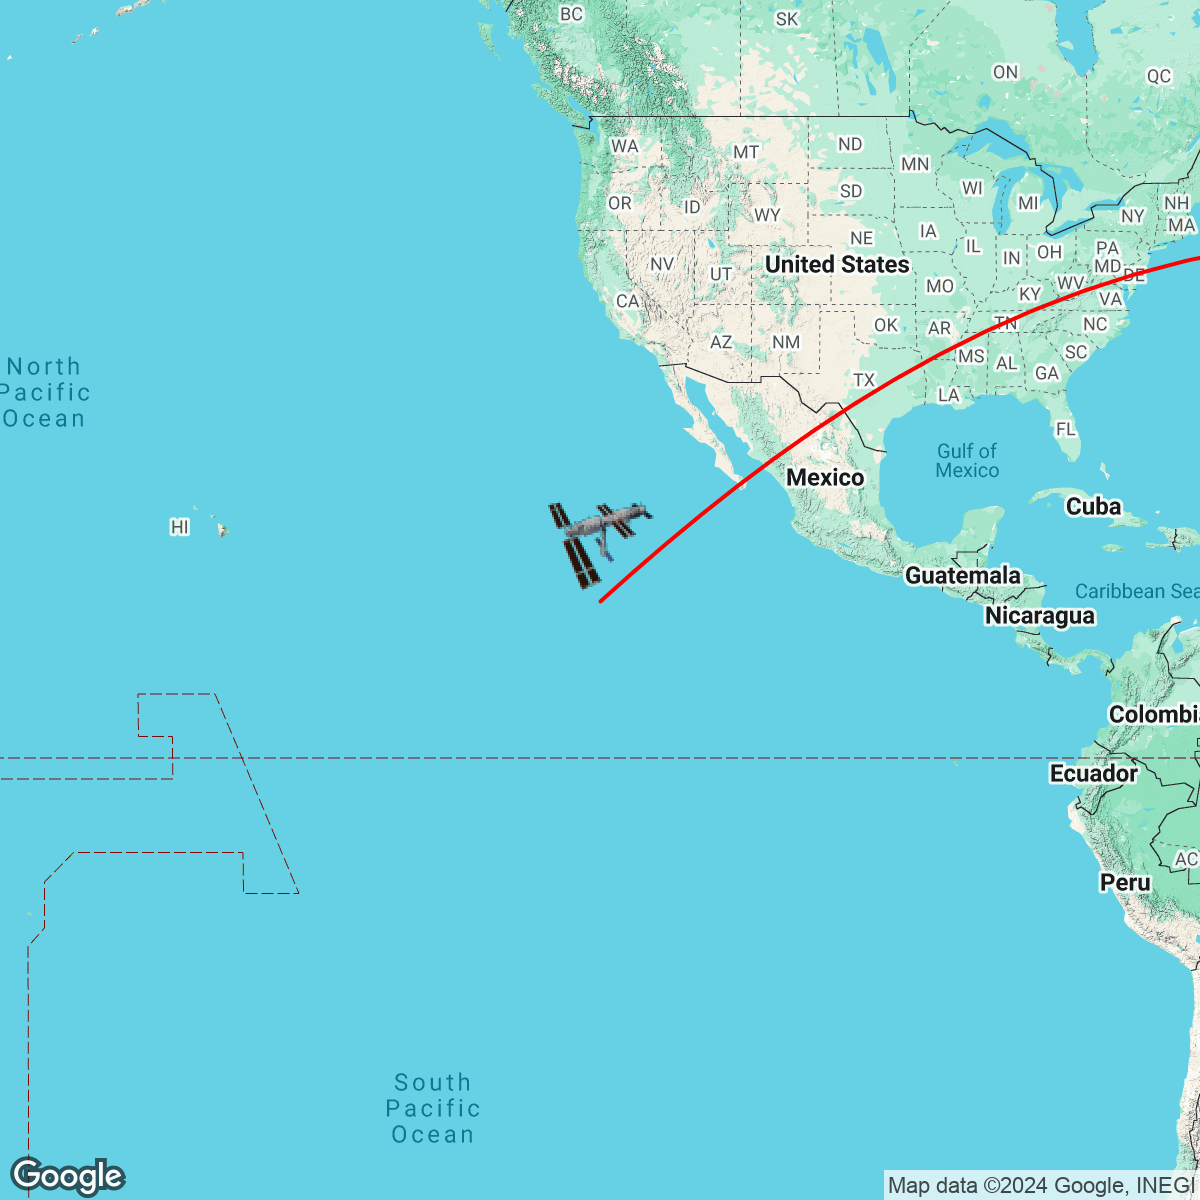 BC
SK
ON
QC
WA
MT
ND
MN
OR
ID
SD
WI
MI
NH
WY
NY
MA
NE
IA
IL
IN
OH
PA
NV
UT
United States
MD
DE
CA
MO
KY
WV
VA
AZ
NM
OK
AR
TN
NC
MS
AL
SC
GA
TX
LA
FL
North
Pacific
Ocean
Gulf of
Mexico
Mexico
Cuba
HI
Guatemala
Caribbean Sea
Nicaragua
Colombia
Ecuador
AC
Peru
South
Pacific
Ocean
Google
Map data ©2024 Google, INEGI